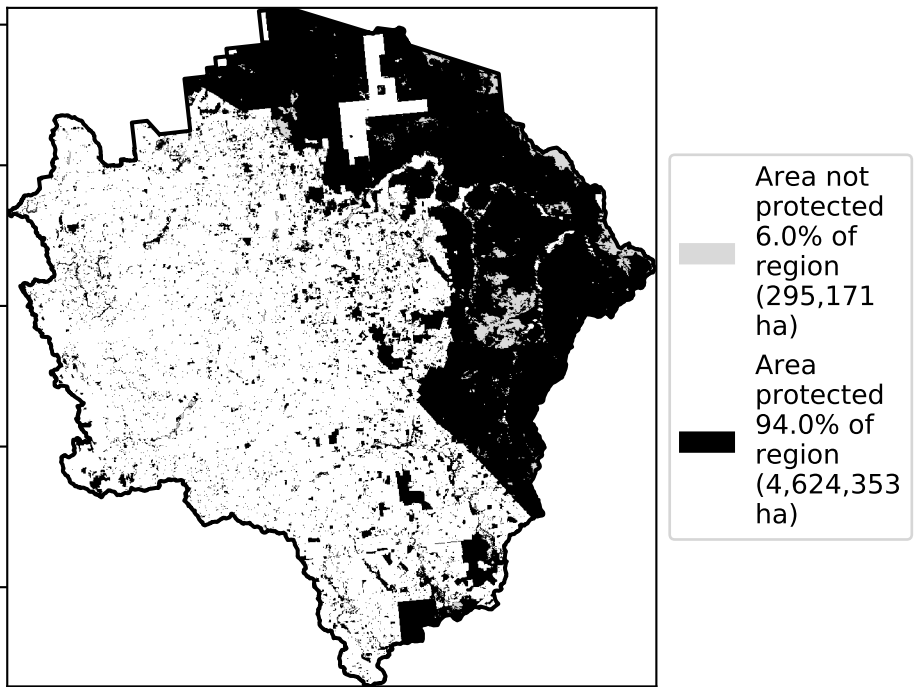 Area not
protected
6.0% of
region
(295,171
ha)
Area
protected
94.0% of
region
(4,624,353
ha)